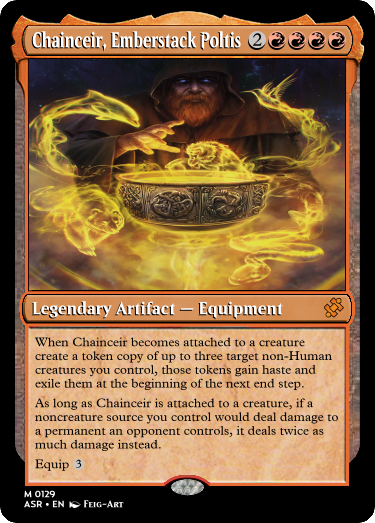 Chainceir, Emberstack Poltis 2
Legendary Artifact — Equipment
When Chainceir becomes attached to a creature
create a token copy of up to three target non-Human
creatures you control, those tokens gain haste and
exile them at the beginning of the next end step.
As long as Chainceir is attached to a creature, if a
noncreature source you control would deal damage to
a permanent an opponent controls, it deals twice as
much damage instead.
Equip 3
M 0129
ASR • EN Feig-Art